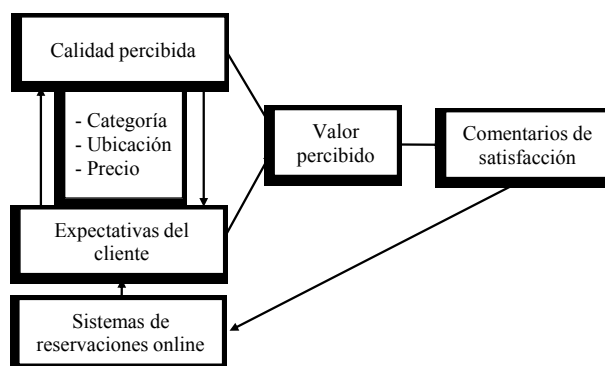 Calidad percibida
- Categoría
- Ubicación
- Precio
Valor
percibido
Comentarios de
satisfacción
Expectativas del
cliente
Sistemas de
reservaciones online